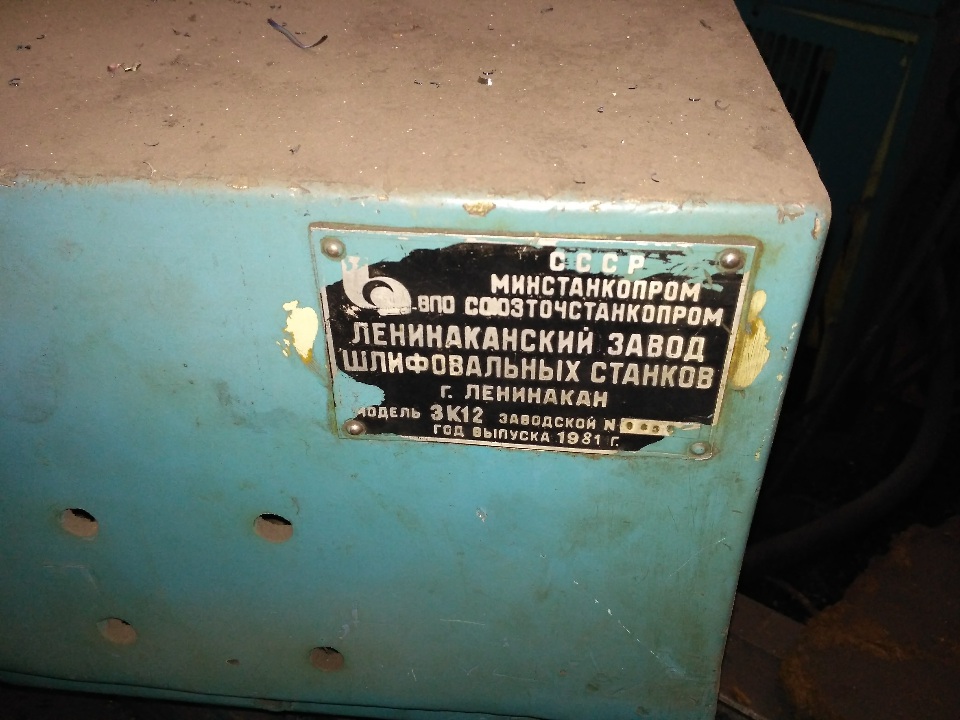 СССР
МИНСТАНКОПРОМ
ВПО СОЮЗТОЧСТАНКОПРОМ
ЛЕНИНАКАНСКИЙ ЗАВОД
ШЛИФОВАЛЬНЫХ СТАНКОВ
г. ЛЕНИНАКАН
МОДЕЛЬ 3К12 ЗАВОДСКОЙ N
ГОД ВЫПУСКА 1981 г.